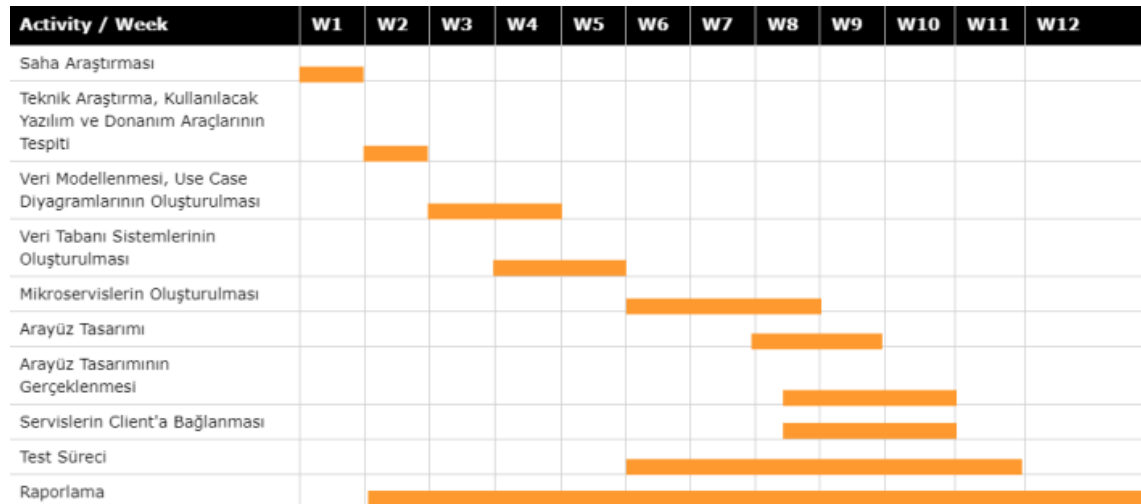 Activity / Week W1 W2 W3 W4 W5 W6 W7 W8 W9 W10 W11 W12
Saha Araştırması
Teknik Araştırma, Kullanılacak
Yazılım ve Donanım Araçlarının
Tespiti
Veri Modellenmesi, Use Case
Diyagramlarının Oluşturulması
Veri Tabanı Sistemlerinin
Oluşturulması
Mikroservislerin Oluşturulması
Arayüz Tasarımı
Arayüz Tasarımının
Gerçeklenmesi
Servislerin Client'a Bağlanması
Test Süreci
Raporlama